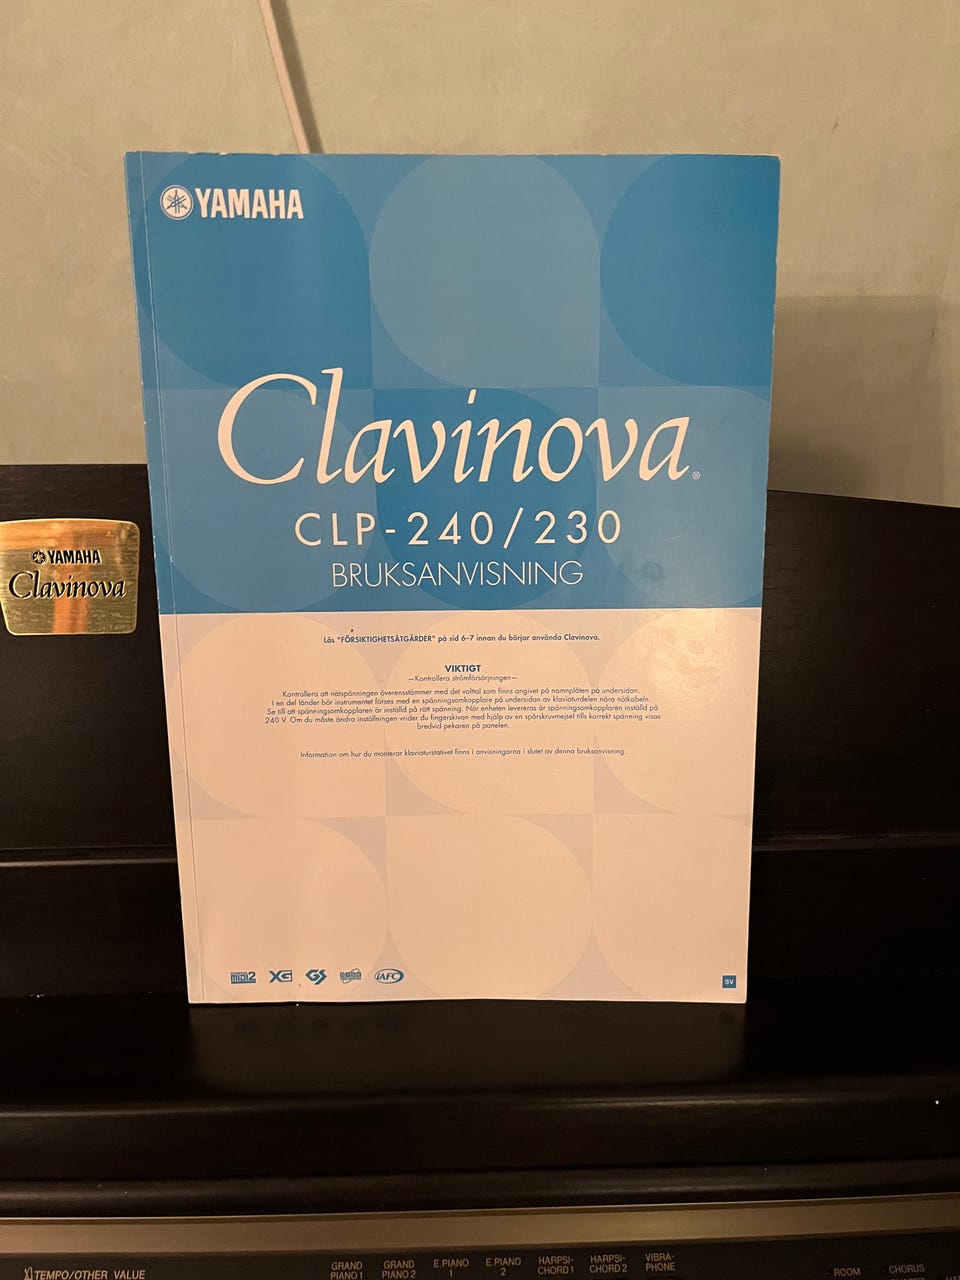 YAMAHA
Clavinova®
CLP-240/230
BRUKSANVISNING
Läs "FÖRSIKTIGHETSÅTGÄRDER" på sid 6–7 innan du börjar använda Clavinova.
VIKTIGT
—Kontrollera strömförsörjningen—
Kontrollera att nätspänningen överensstämmer med det voltal som finns angivet på namnplåten på undersidan.
I en del länder bör instrumentet förses med en spänningsomkopplare på undersidan av klaviaturdelen nära nätkabeln.
Se till att spänningsomkopplaren är inställd på rätt spänning. När enheten levereras är spänningsomkopplaren inställd på
240 V. Om du måste ändra inställningen vrider du fingerskivan med hjälp av en spårskruvmejsel tills korrekt spänning visas
bredvid pekaren på panelen.
Information om hur du monterar klaviaturstativet finns i anvisningarna i slutet av denna bruksanvisning.
XG
GS
IAFC
SV
YAMAHA
Clavinova
TEMPO/OTHER VALUE
GRAND
PIANO 1
GRAND
PIANO 2
E.PIANO
1
E.PIANO
2
HARPSI-
CHORD 1
HARPSI-
CHORD 2
VIBRA-
PHONE
ROOM
CHORUS